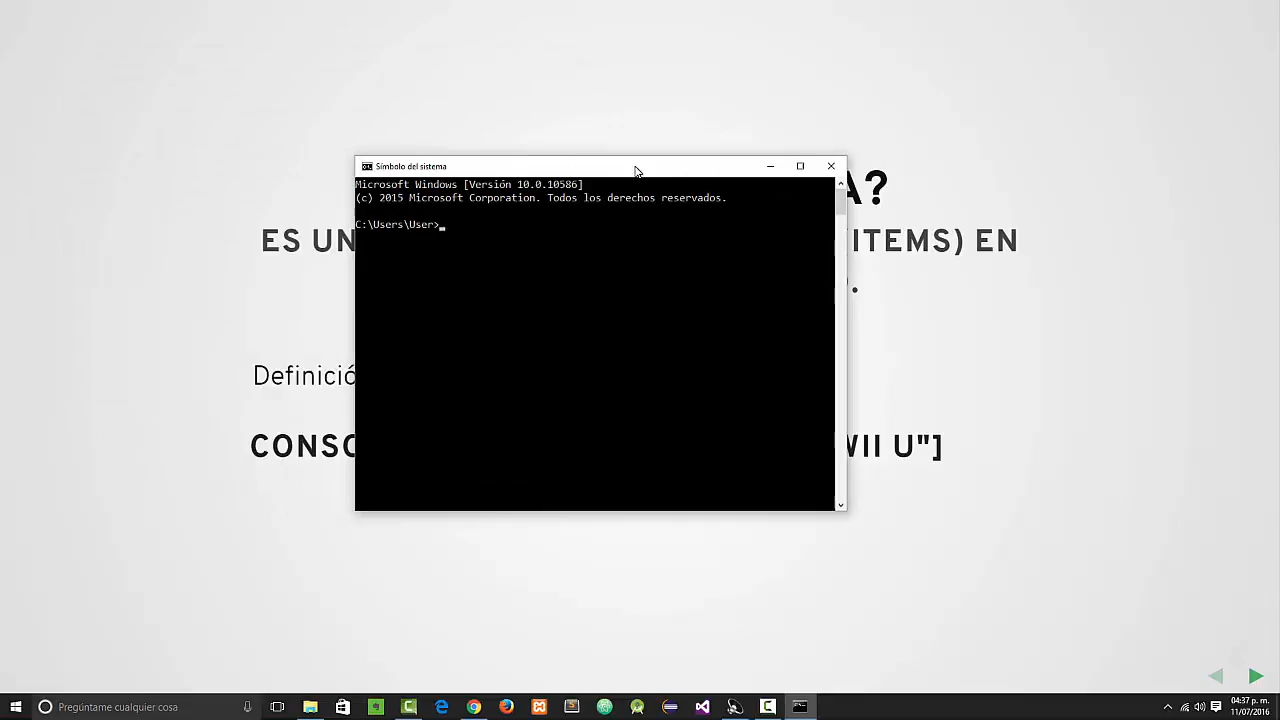 Símbolo del sistema
Microsoft Windows [Versión 10.0.10586]
(c) 2015 Microsoft Corporation. Todos los derechos reservados.
C:\Users\User>
A?
ES UN
(ITEMS) EN
.
Definició
CONSO
WII U"]
Pregúntame cualquier cosa
04:37 p. m.
11/07/2016